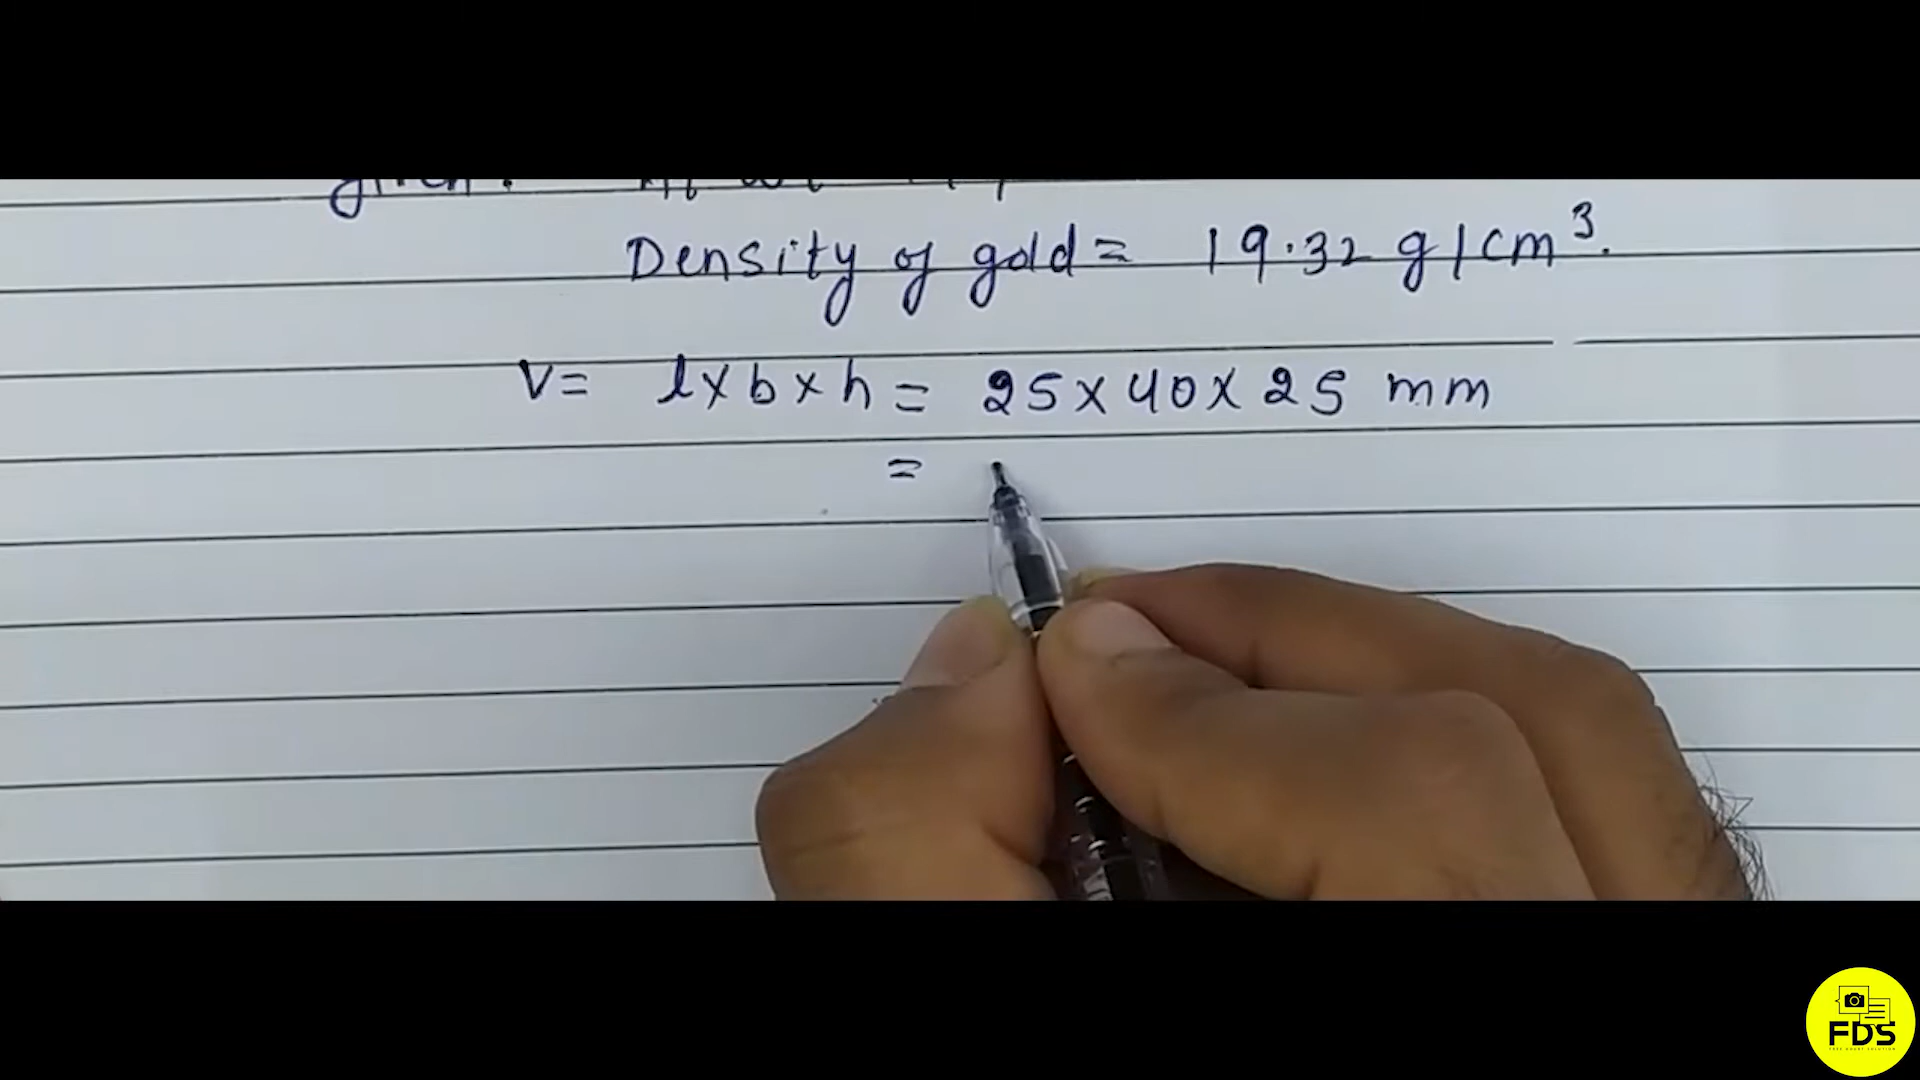 Density of gold = 19.32 g/cm³.
V = l x b x h = 25 x 40 x 25 mm
=
FDS